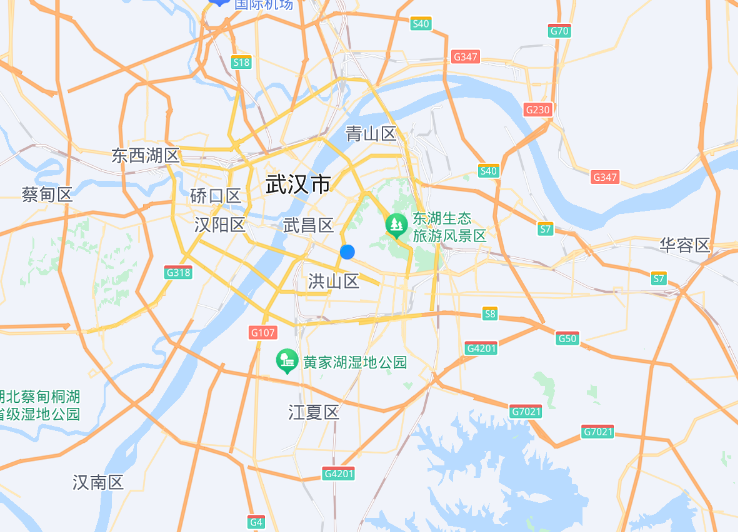 国际机场
S40
G70
G347
S18
G230
青山区
东西湖区
S40
G347
武汉市
蔡甸区
硚口区
汉阳区
武昌区
东湖生态
旅游风景区
S7
华容区
G318
洪山区
S7
S8
G107
G50
G4201
黄家湖湿地公园
湖北蔡甸桐湖
省级湿地公园
江夏区
G7021
G7021
G4201
汉南区
G4